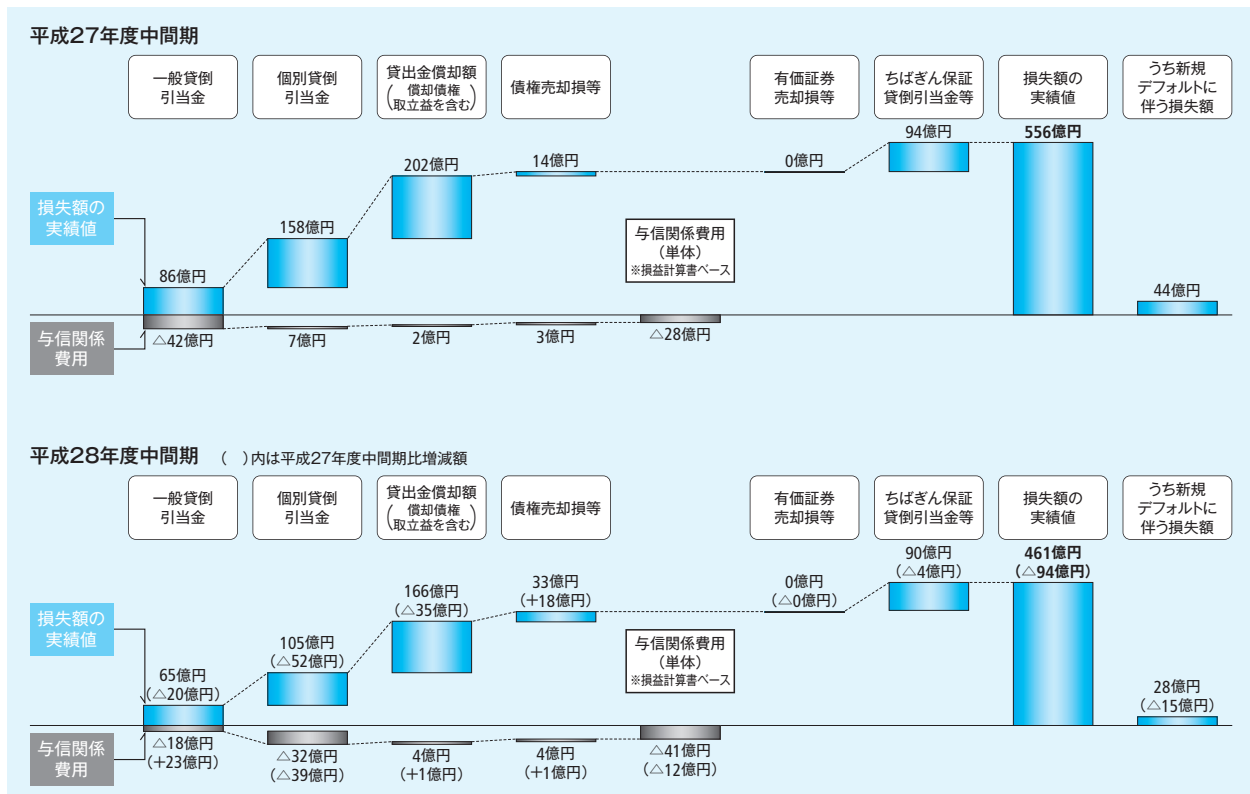 平成27年度中間期
一般貸倒
引当金
個別貸倒
引当金
貸出金償却額
(償却債権
取立益を含む)
債権売却損等
有価証券
売却損等
ちばぎん保証
貸倒引当金等
損失額の
実績値
うち新規
デフォルトに
伴う損失額
損失額の
実績値
86億円
158億円
202億円
14億円
0億円
94億円
556億円
44億円
与信関係費用
(単体)
※損益計算書ベース
与信関係
費用
△42億円
7億円
2億円
3億円
△28億円
平成28年度中間期 ( )内は平成27年度中間期比増減額
一般貸倒
引当金
個別貸倒
引当金
貸出金償却額
(償却債権
取立益を含む)
債権売却損等
有価証券
売却損等
ちばぎん保証
貸倒引当金等
損失額の
実績値
うち新規
デフォルトに
伴う損失額
損失額の
実績値
65億円
(△20億円)
105億円
(△52億円)
166億円
(△35億円)
33億円
(+18億円)
0億円
(△0億円)
90億円
(△4億円)
461億円
(△94億円)
28億円
(△15億円)
与信関係費用
(単体)
※損益計算書ベース
与信関係
費用
△18億円
(+23億円)
△32億円
(△39億円)
4億円
(+1億円)
4億円
(+1億円)
△41億円
(△12億円)